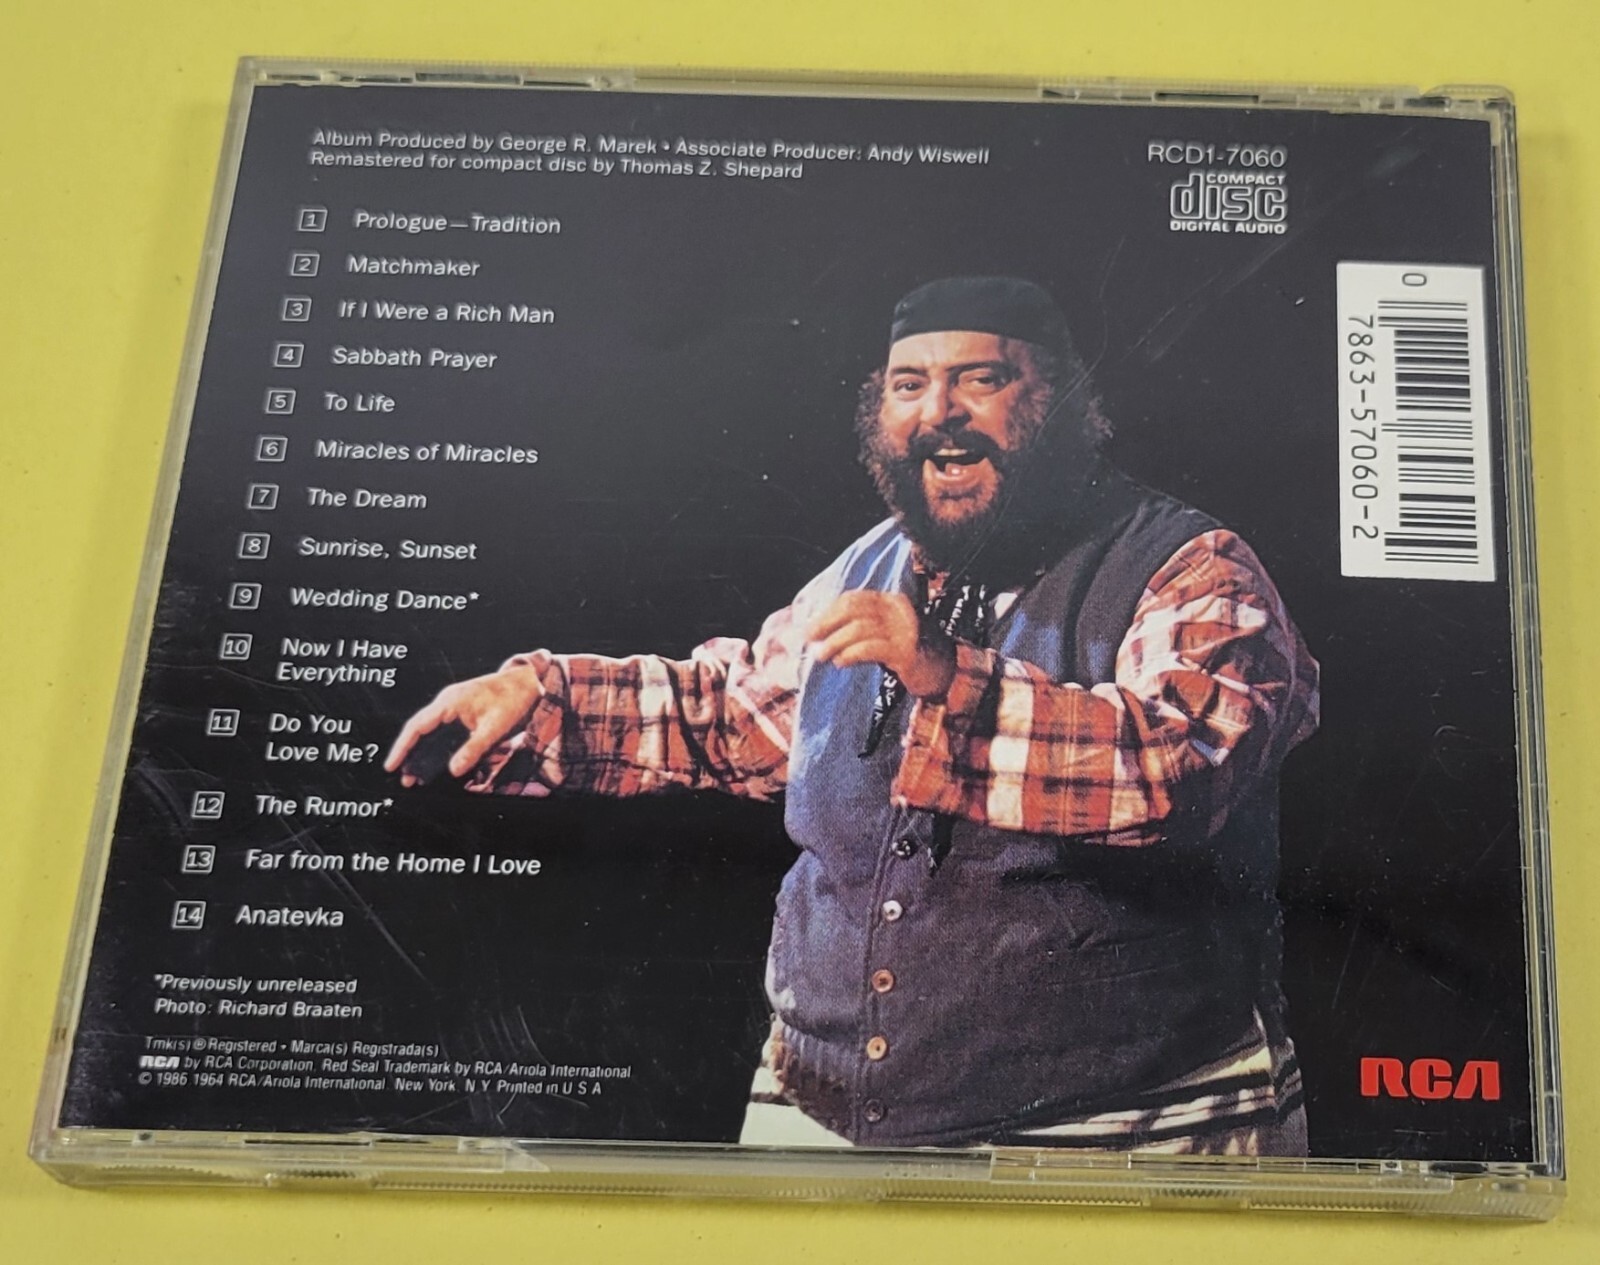 Album Produced by George R. Marek • Associate Producer: Andy Wiswell
Remastered for compact disc by Thomas Z. Shepard
RCD1-7060
COMPACT
disc
DIGITAL AUDIO
1 Prologue—Tradition
2 Matchmaker
3 If I Were a Rich Man
4 Sabbath Prayer
5 To Life
6 Miracles of Miracles
7 The Dream
8 Sunrise, Sunset
9 Wedding Dance*
10 Now I Have
Everything
11 Do You
Love Me?
12 The Rumor*
13 Far from the Home I Love
14 Anatevka
*Previously unreleased
Photo: Richard Braaten
Tmk(s) ® Registered • Marca(s) Registrada(s)
RCA by RCA Corporation. Red Seal Trademark by RCA/Ariola International
© 1986 1964 RCA/Ariola International. New York, N.Y. Printed in U S A
0
7863-57060-2
RCA